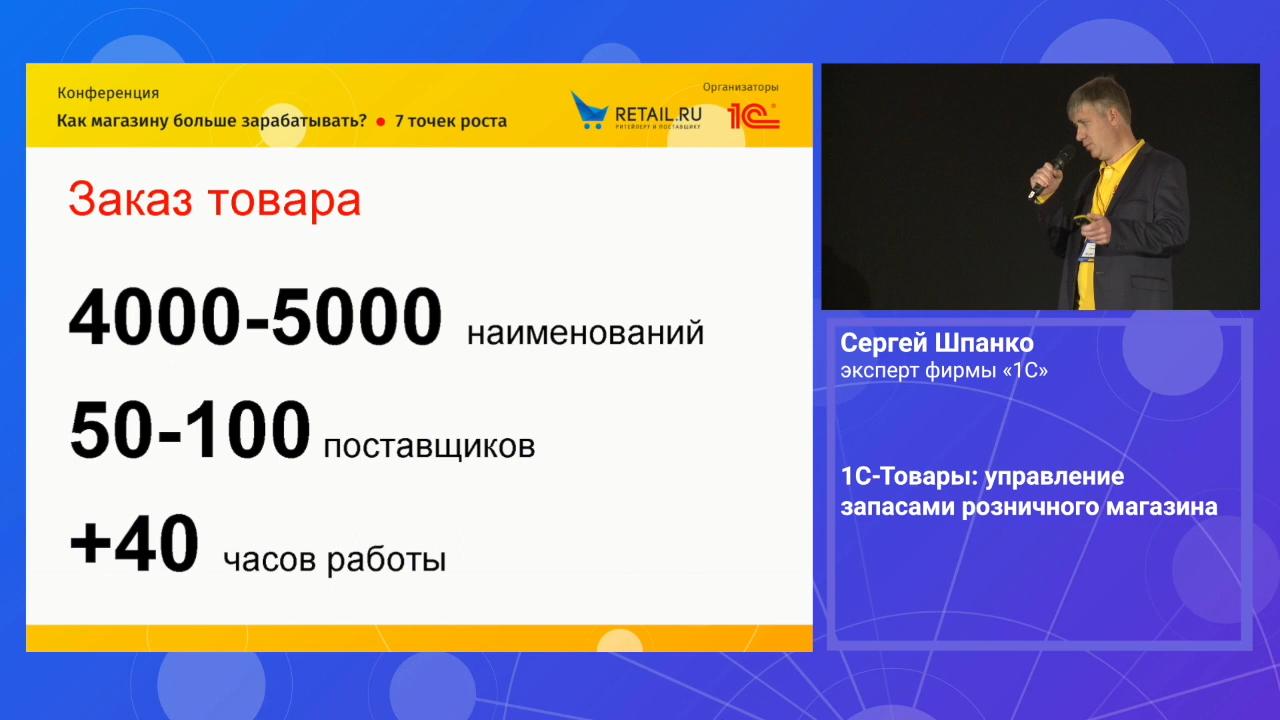 Конференция
Как магазину больше зарабатывать? • 7 точек роста
RETAIL.RU
РИТЕЙЛЕРУ И ПОСТАВЩИКУ
Организаторы
1С
Заказ товара
4000-5000 наименований
50-100 поставщиков
+40 часов работы
Сергей Шпанко
эксперт фирмы «1С»
1С-Товары: управление
запасами розничного магазина